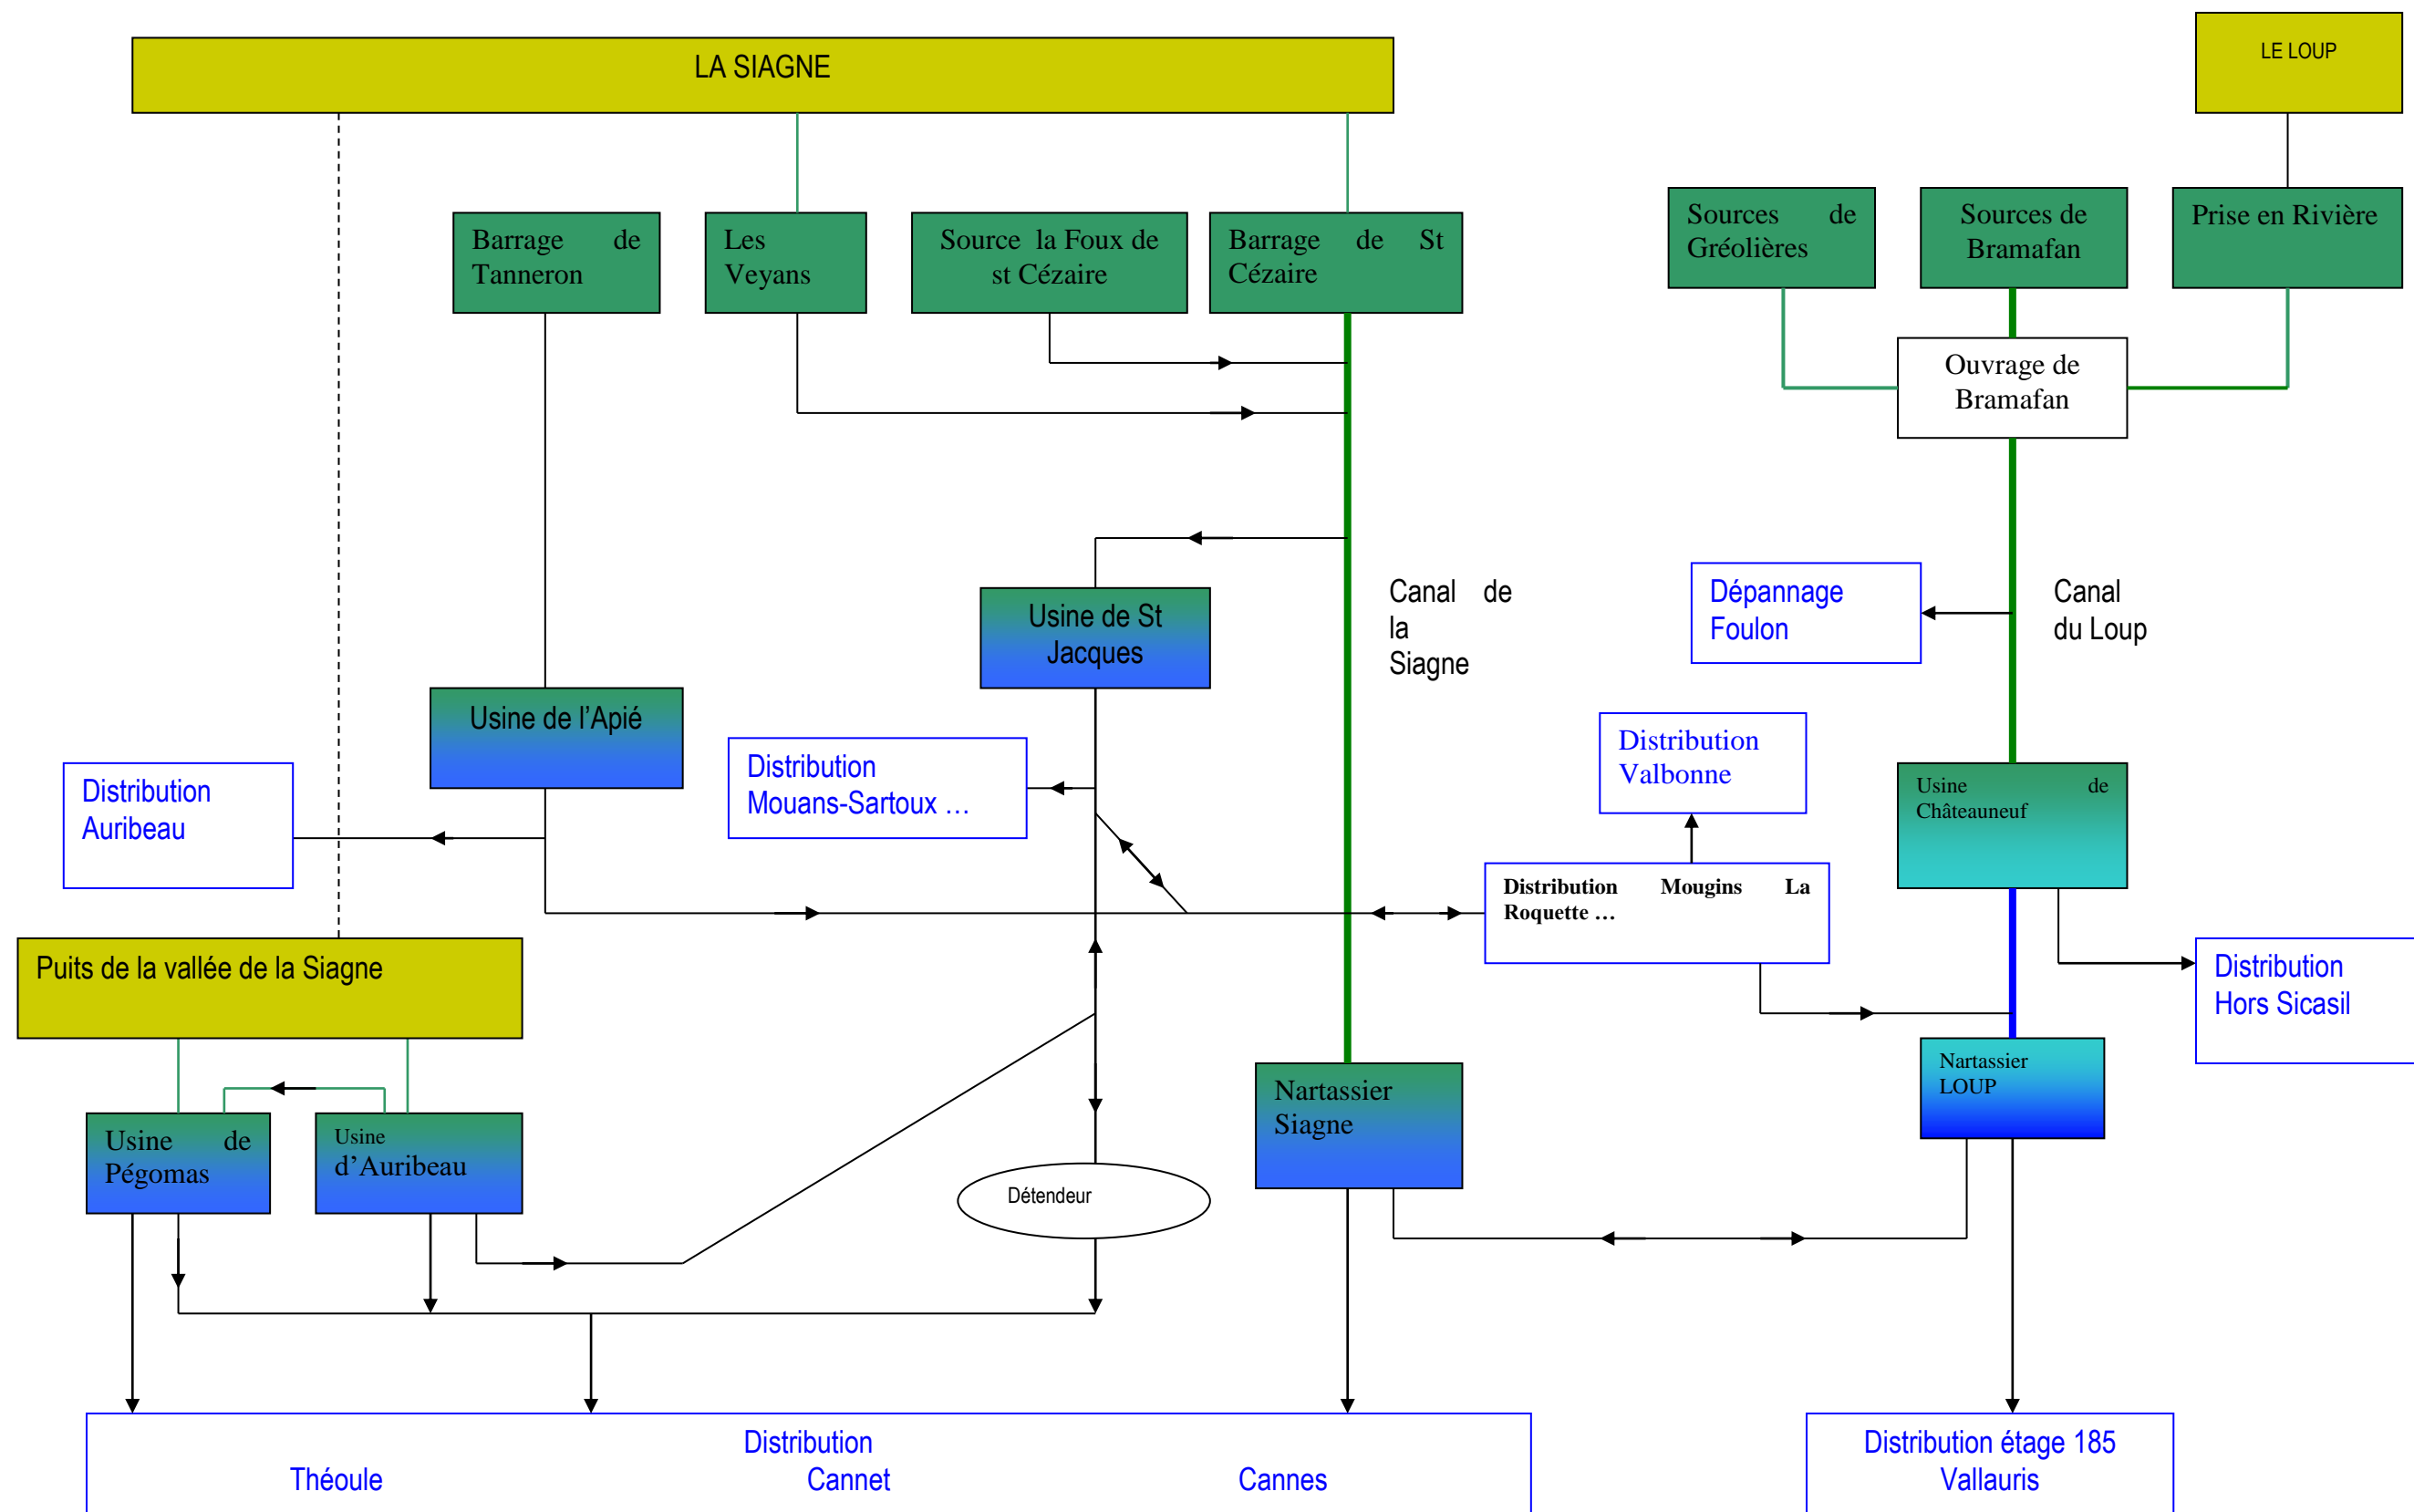 LA SIAGNE
LE LOUP
Barrage de
Tanneron
Les
Veyans
Source la Foux de
st Cézaire
Barrage de St
Cézaire
Sources de
Gréolières
Sources de
Bramafan
Prise en Rivière
Ouvrage de
Bramafan
Usine de St
Jacques
Canal de
la
Siagne
Dépannage
Foulon
Canal
du Loup
Usine de l’Apié
Distribution
Auribeau
Distribution
Mouans-Sartoux …
Distribution
Valbonne
Usine de
Châteauneuf
Distribution Mougins La
Roquette …
Puits de la vallée de la Siagne
Distribution
Hors Sicasil
Usine de
Pégomas
Usine
d’Auribeau
Détendeur
Nartassier
Siagne
Nartassier
LOUP
Distribution
Théoule Cannet Cannes
Distribution étage 185
Vallauris